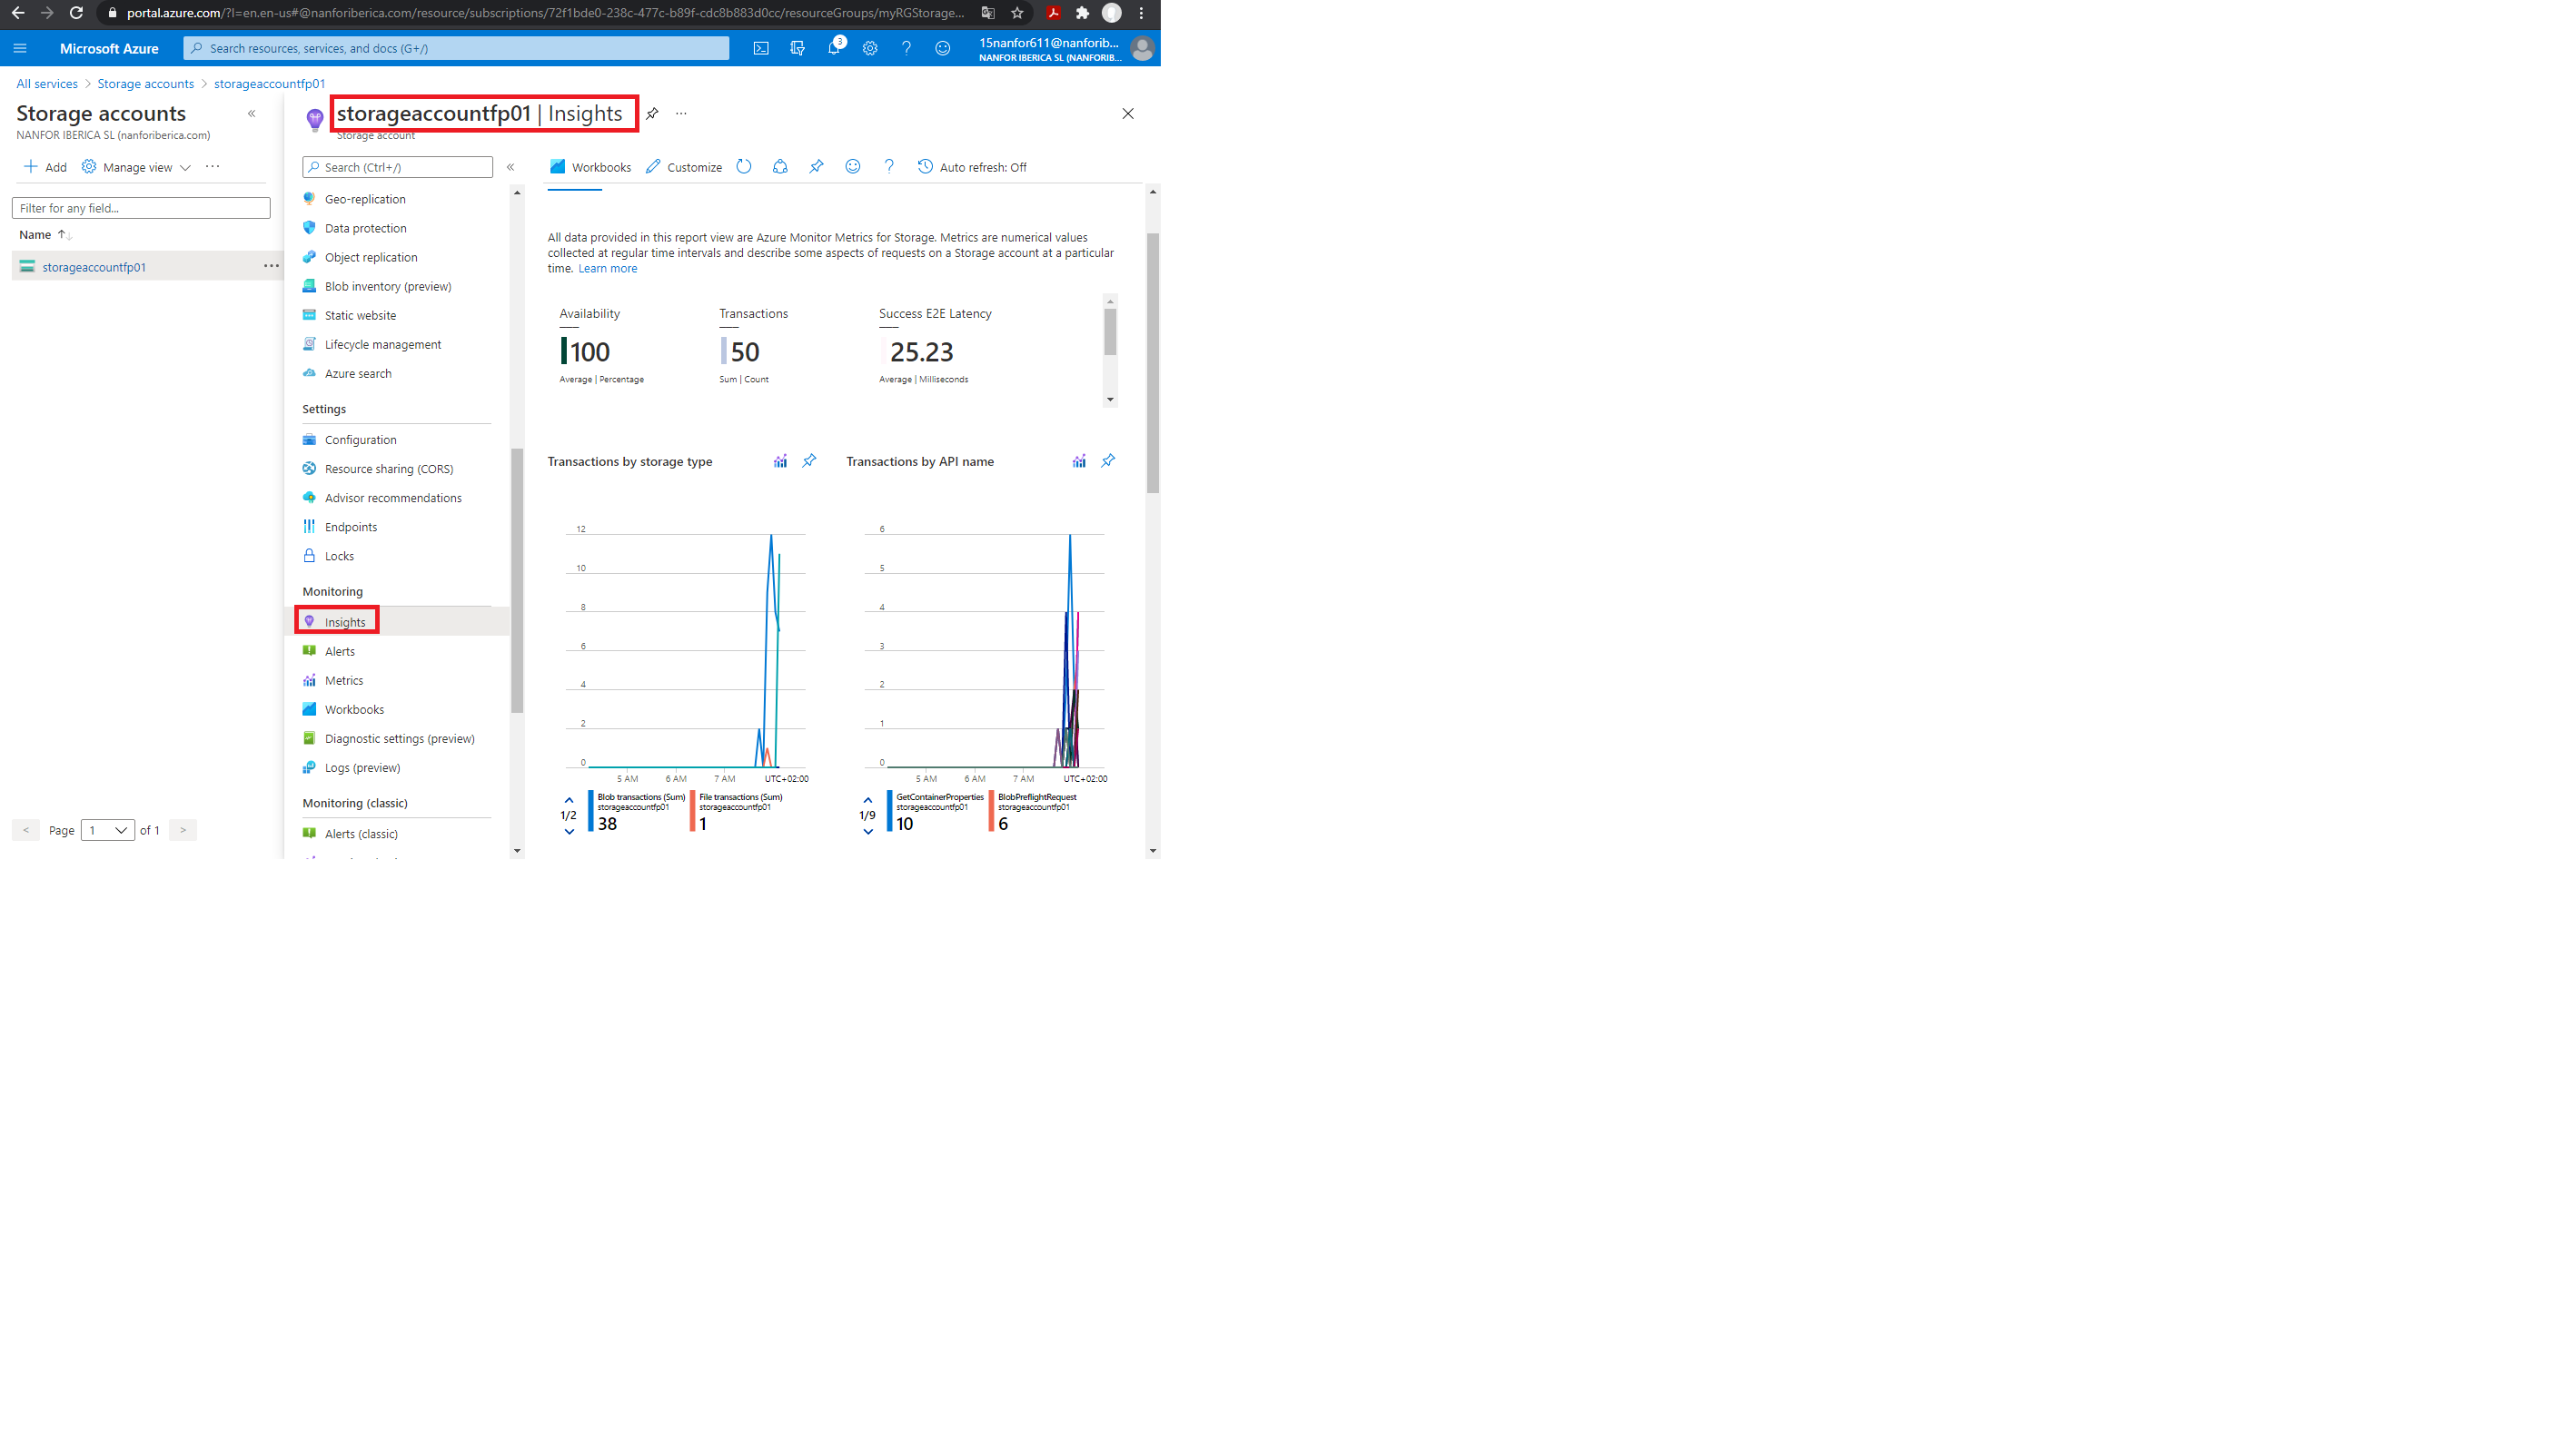 portal.azure.com/?l=en.en-us#@nanforiberica.com/resource/subscriptions/72f1bde0-238c-477c-b89f-cdc8b883d0cc/resourceGroups/myRGStorage...
Microsoft Azure
Search resources, services, and docs (G+/)
3
15nanfor611@nanforib...
NANFOR IBERICA SL (NANFORIB...
All services > Storage accounts > storageaccountfp01
Storage accounts
NANFOR IBERICA SL (nanforiberica.com)
Add
Manage view
Filter for any field...
Name
storageaccountfp01
< Page 1 of 1 >
storageaccountfp01 | Insights
Storage account
Search (Ctrl+/)
Geo-replication
Data protection
Object replication
Blob inventory (preview)
Static website
Lifecycle management
Azure search
Settings
Configuration
Resource sharing (CORS)
Advisor recommendations
Endpoints
Locks
Monitoring
Insights
Alerts
Metrics
Workbooks
Diagnostic settings (preview)
Logs (preview)
Monitoring (classic)
Alerts (classic)
Workbooks
Customize
Auto refresh: Off
All data provided in this report view are Azure Monitor Metrics for Storage. Metrics are numerical values
collected at regular time intervals and describe some aspects of requests on a Storage account at a particular
time. Learn more
Availability
100
Average | Percentage
Transactions
50
Sum | Count
Success E2E Latency
25.23
Average | Milliseconds
Transactions by storage type
12
10
8
6
4
2
0
5 AM 6 AM 7 AM UTC+02:00
1/2
Blob transactions (Sum)
storageaccountfp01
38
File transactions (Sum)
storageaccountfp01
1
Transactions by API name
6
5
4
3
2
1
0
5 AM 6 AM 7 AM UTC+02:00
1/9
GetContainerProperties
storageaccountfp01
10
BlobPreflightRequest
storageaccountfp01
6